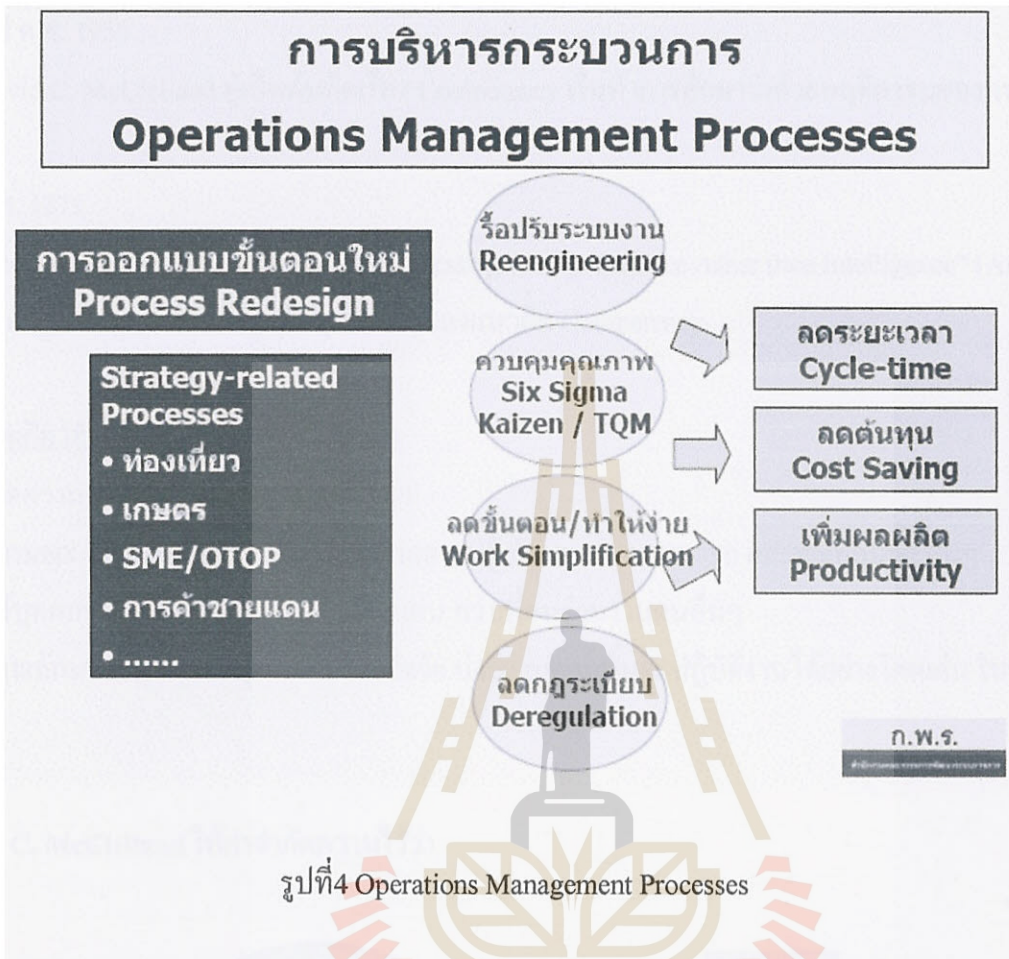 การบริหารกระบวนการ
Operations Management Processes
รื้อปรับระบบงาน
Reengineering
การออกแบบขั้นตอนใหม่
Process Redesign
Strategy-related
Processes
• ท่องเที่ยว
• เกษตร
• SME/OTOP
• การค้าชายแดน
•......
ควบคุมคุณภาพ
Six Sigma
Kaizen / TQM
ลดขั้นตอน/ทำให้ง่าย
Work Simplification
ลดกฎระเบียบ
Deregulation
ลดระยะเวลา
Cycle-time
ลดต้นทุน
Cost Saving
เพิ่มผลผลิต
Productivity
ก.พ.ร.
รูปที่4 Operations Management Processes